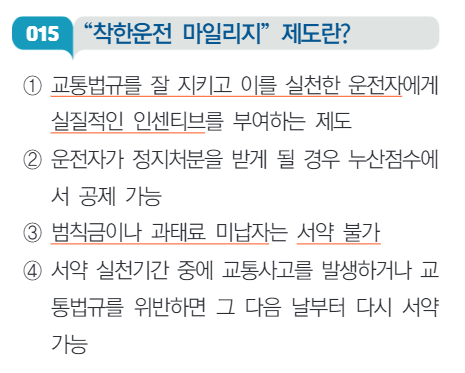 015 “착한운전 마일리지” 제도란?
① 교통법규를 잘 지키고 이를 실천한 운전자에게
실질적인 인센티브를 부여하는 제도
② 운전자가 정지처분을 받게 될 경우 누산점수에
서 공제 가능
③ 범칙금이나 과태료 미납자는 서약 불가
④ 서약 실천기간 중에 교통사고를 발생하거나 교
통법규를 위반하면 그 다음 날부터 다시 서약
가능